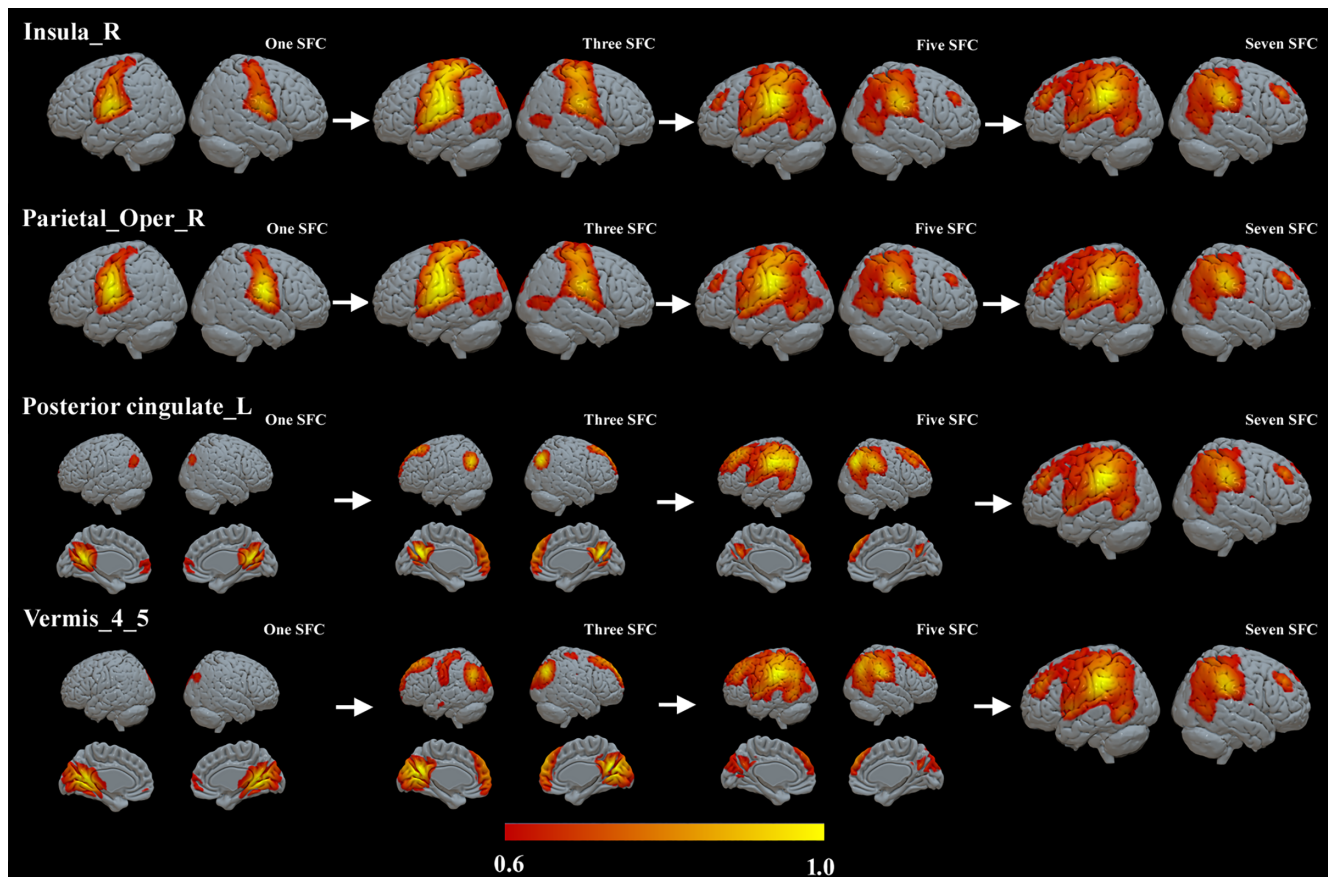 Insula_R
One SFC
Three SFC
Five SFC
Seven SFC
Parietal_Oper_R
One SFC
Three SFC
Five SFC
Seven SFC
Posterior cingulate_L
One SFC
Three SFC
Five SFC
Seven SFC
Vermis_4_5
One SFC
Three SFC
Five SFC
Seven SFC
0.6
1.0